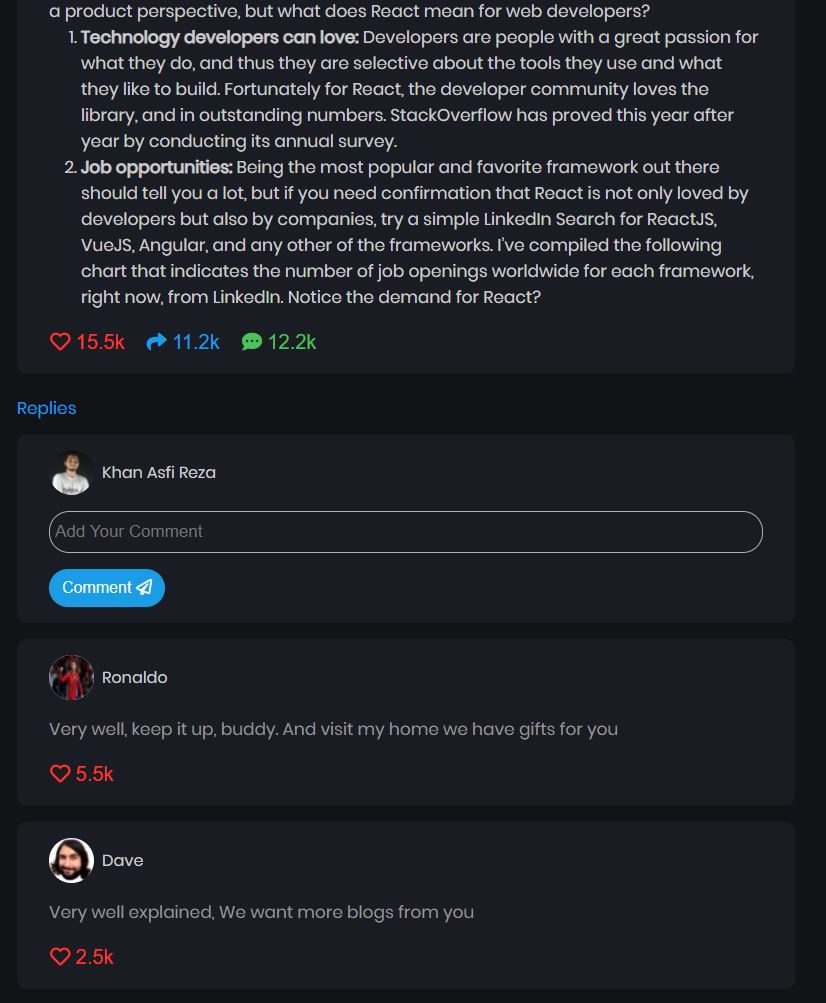 a product perspective, but what does React mean for web developers?
1. Technology developers can love: Developers are people with a great passion for
what they do, and thus they are selective about the tools they use and what
they like to build. Fortunately for React, the developer community loves the
library, and in outstanding numbers. StackOverflow has proved this year after
year by conducting its annual survey.
2. Job opportunities: Being the most popular and favorite framework out there
should tell you a lot, but if you need confirmation that React is not only loved by
developers but also by companies, try a simple LinkedIn Search for ReactJS,
VueJS, Angular, and any other of the frameworks. I've compiled the following
chart that indicates the number of job openings worldwide for each framework,
right now, from LinkedIn. Notice the demand for React?
15.5k 11.2k 12.2k
Replies
Khan Asfi Reza
Add Your Comment
Comment
Ronaldo
Very well, keep it up, buddy. And visit my home we have gifts for you
5.5k
Dave
Very well explained, We want more blogs from you
2.5k